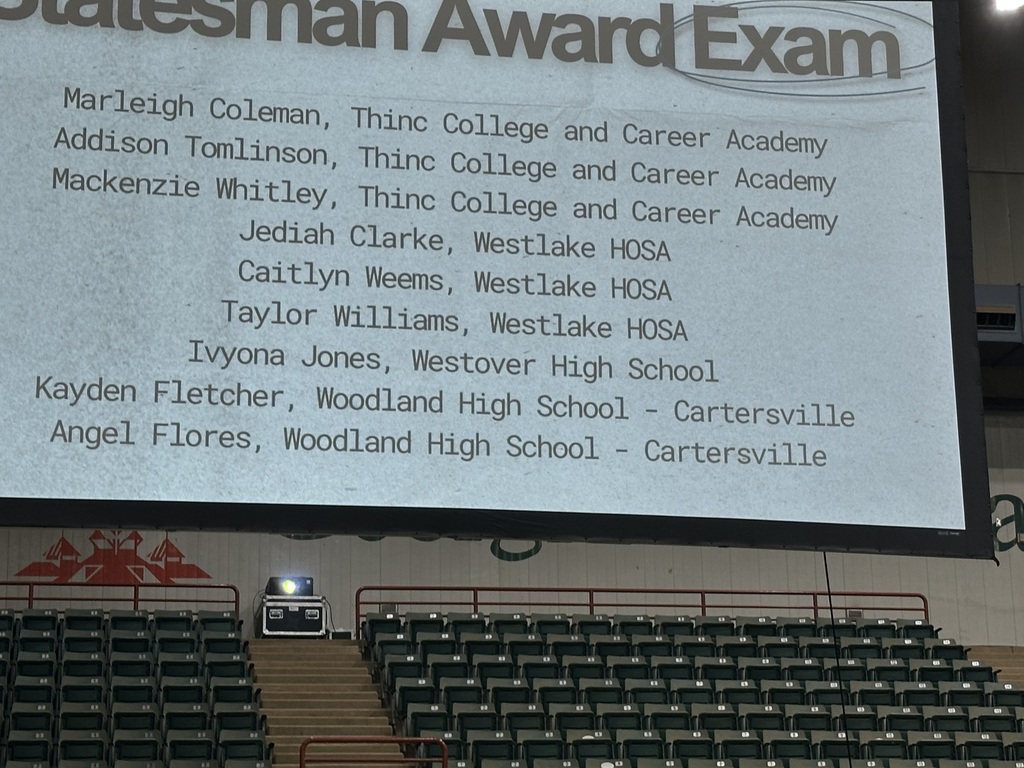 Statesman Award Exam
Marleigh Coleman, Thinc College and Career Academy
Addison Tomlinson, Thinc College and Career Academy
Mackenzie Whitley, Thinc College and Career Academy
Jediah Clarke, Westlake HOSA
Caitlyn Weems, Westlake HOSA
Taylor Williams, Westlake HOSA
Ivyona Jones, Westover High School
Kayden Fletcher, Woodland High School - Cartersville
Angel Flores, Woodland High School - Cartersville